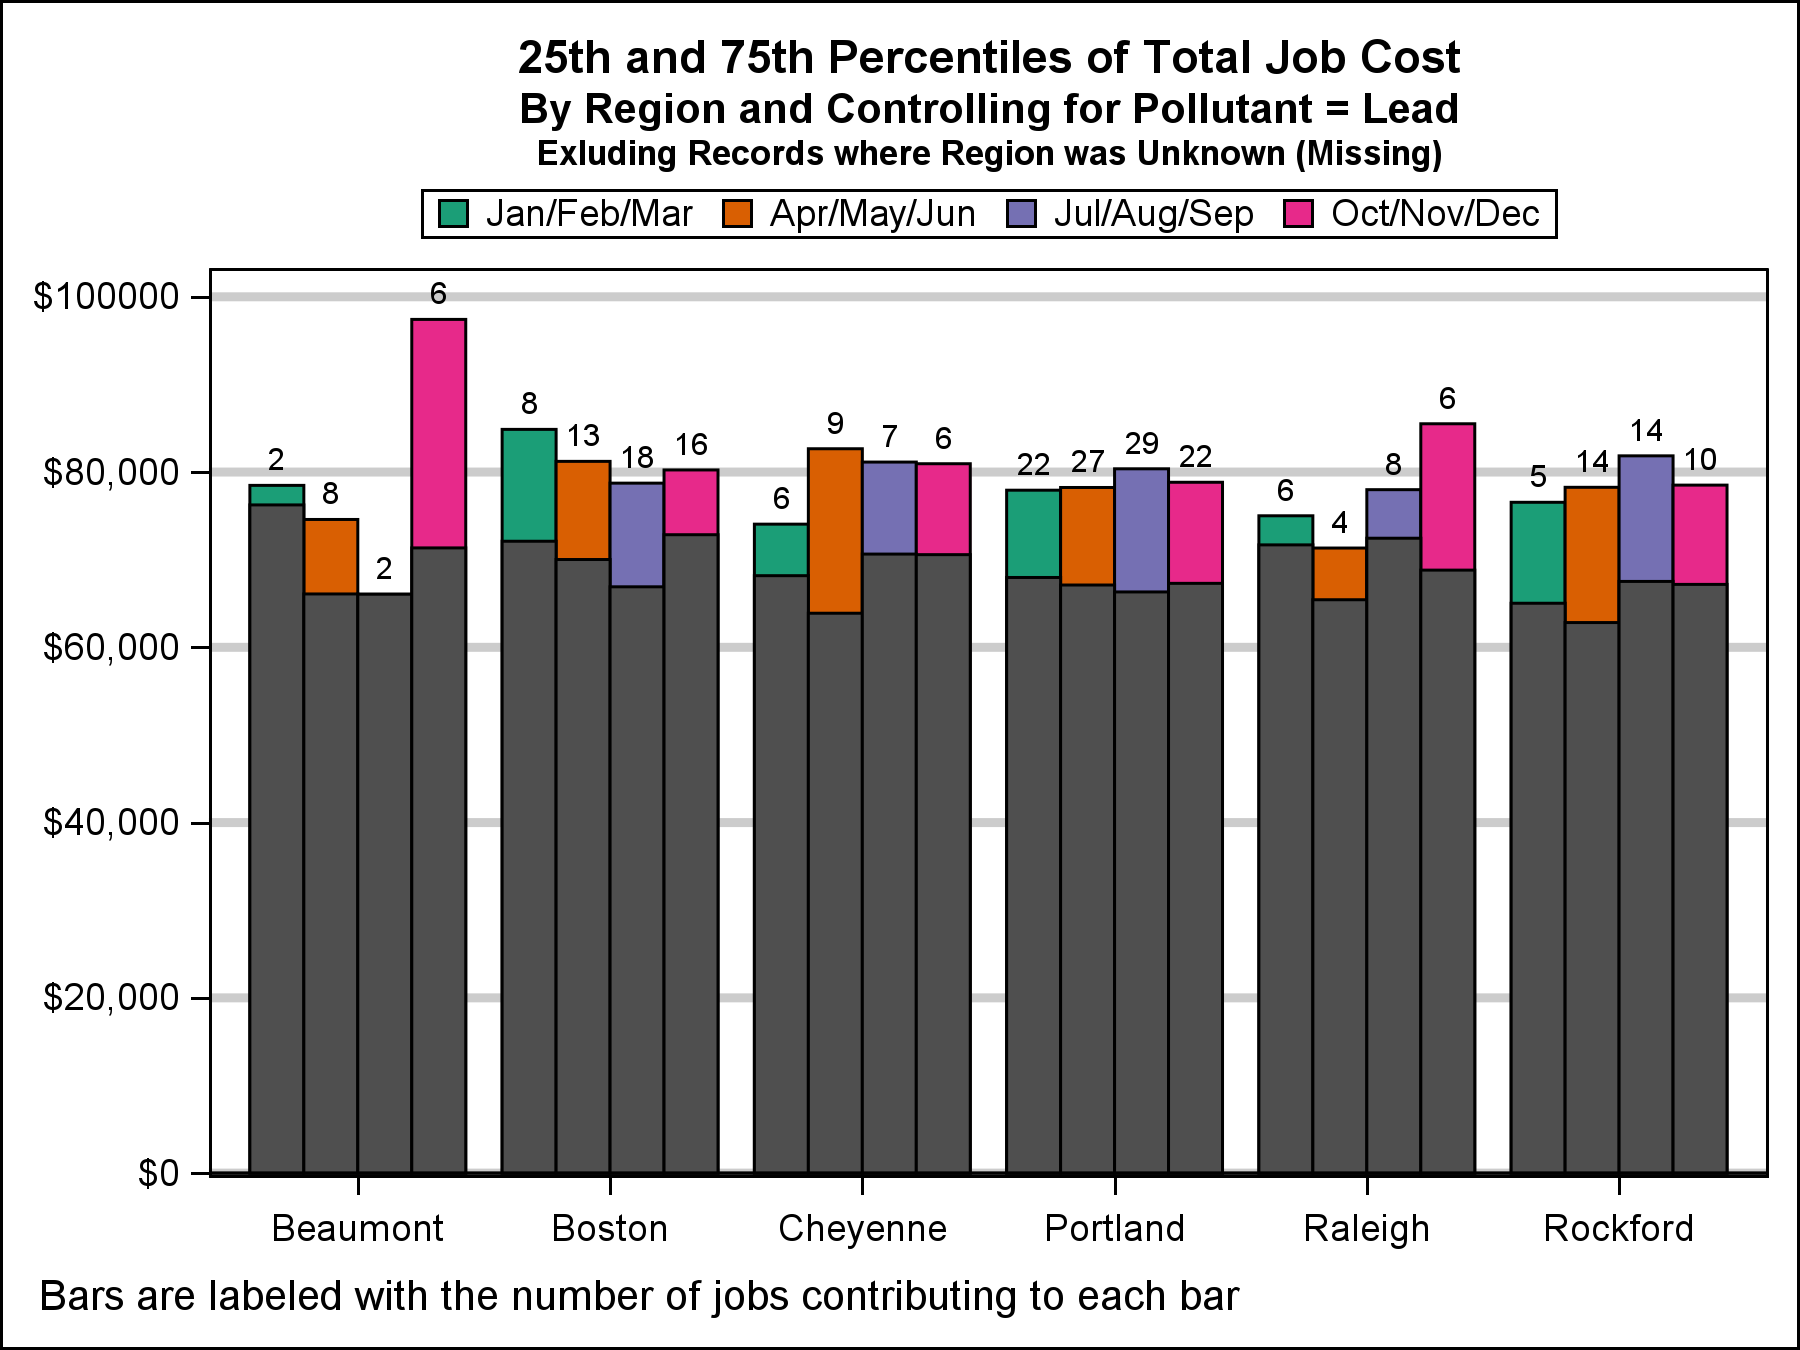 25th and 75th Percentiles of Total Job Cost
By Region and Controlling for Pollutant = Lead
Exluding Records where Region was Unknown (Missing)
Jan/Feb/Mar Apr/May/Jun Jul/Aug/Sep Oct/Nov/Dec
$100000
$80,000
$60,000
$40,000
$20,000
$0
2 8 2 6
8 13 18 16
6 9 7 6
22 27 29 22
6 4 8 6
5 14 14 10
Beaumont Boston Cheyenne Portland Raleigh Rockford
Bars are labeled with the number of jobs contributing to each bar